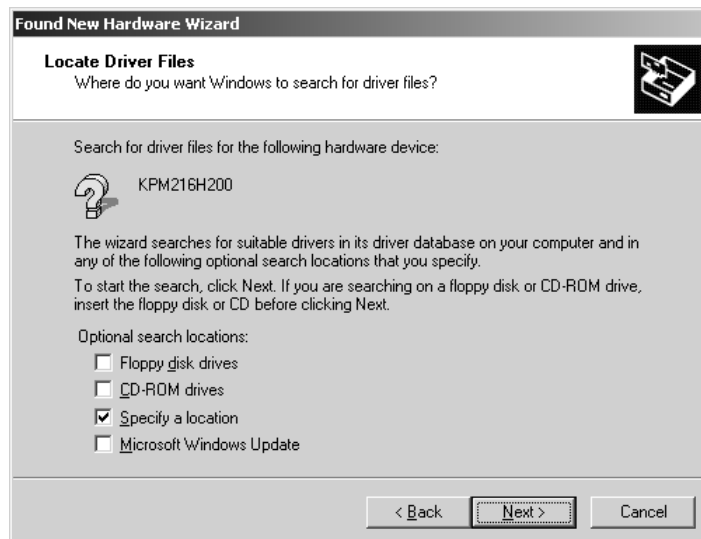 Found New Hardware Wizard
Locate Driver Files
Where do you want Windows to search for driver files?
Search for driver files for the following hardware device:
KPM216H200
The wizard searches for suitable drivers in its driver database on your computer and in
any of the following optional search locations that you specify.
To start the search, click Next. If you are searching on a floppy disk or CD-ROM drive,
insert the floppy disk or CD before clicking Next.
Optional search locations:
Floppy disk drives
CD-ROM drives
Specify a location
Microsoft Windows Update
< Back
Next >
Cancel